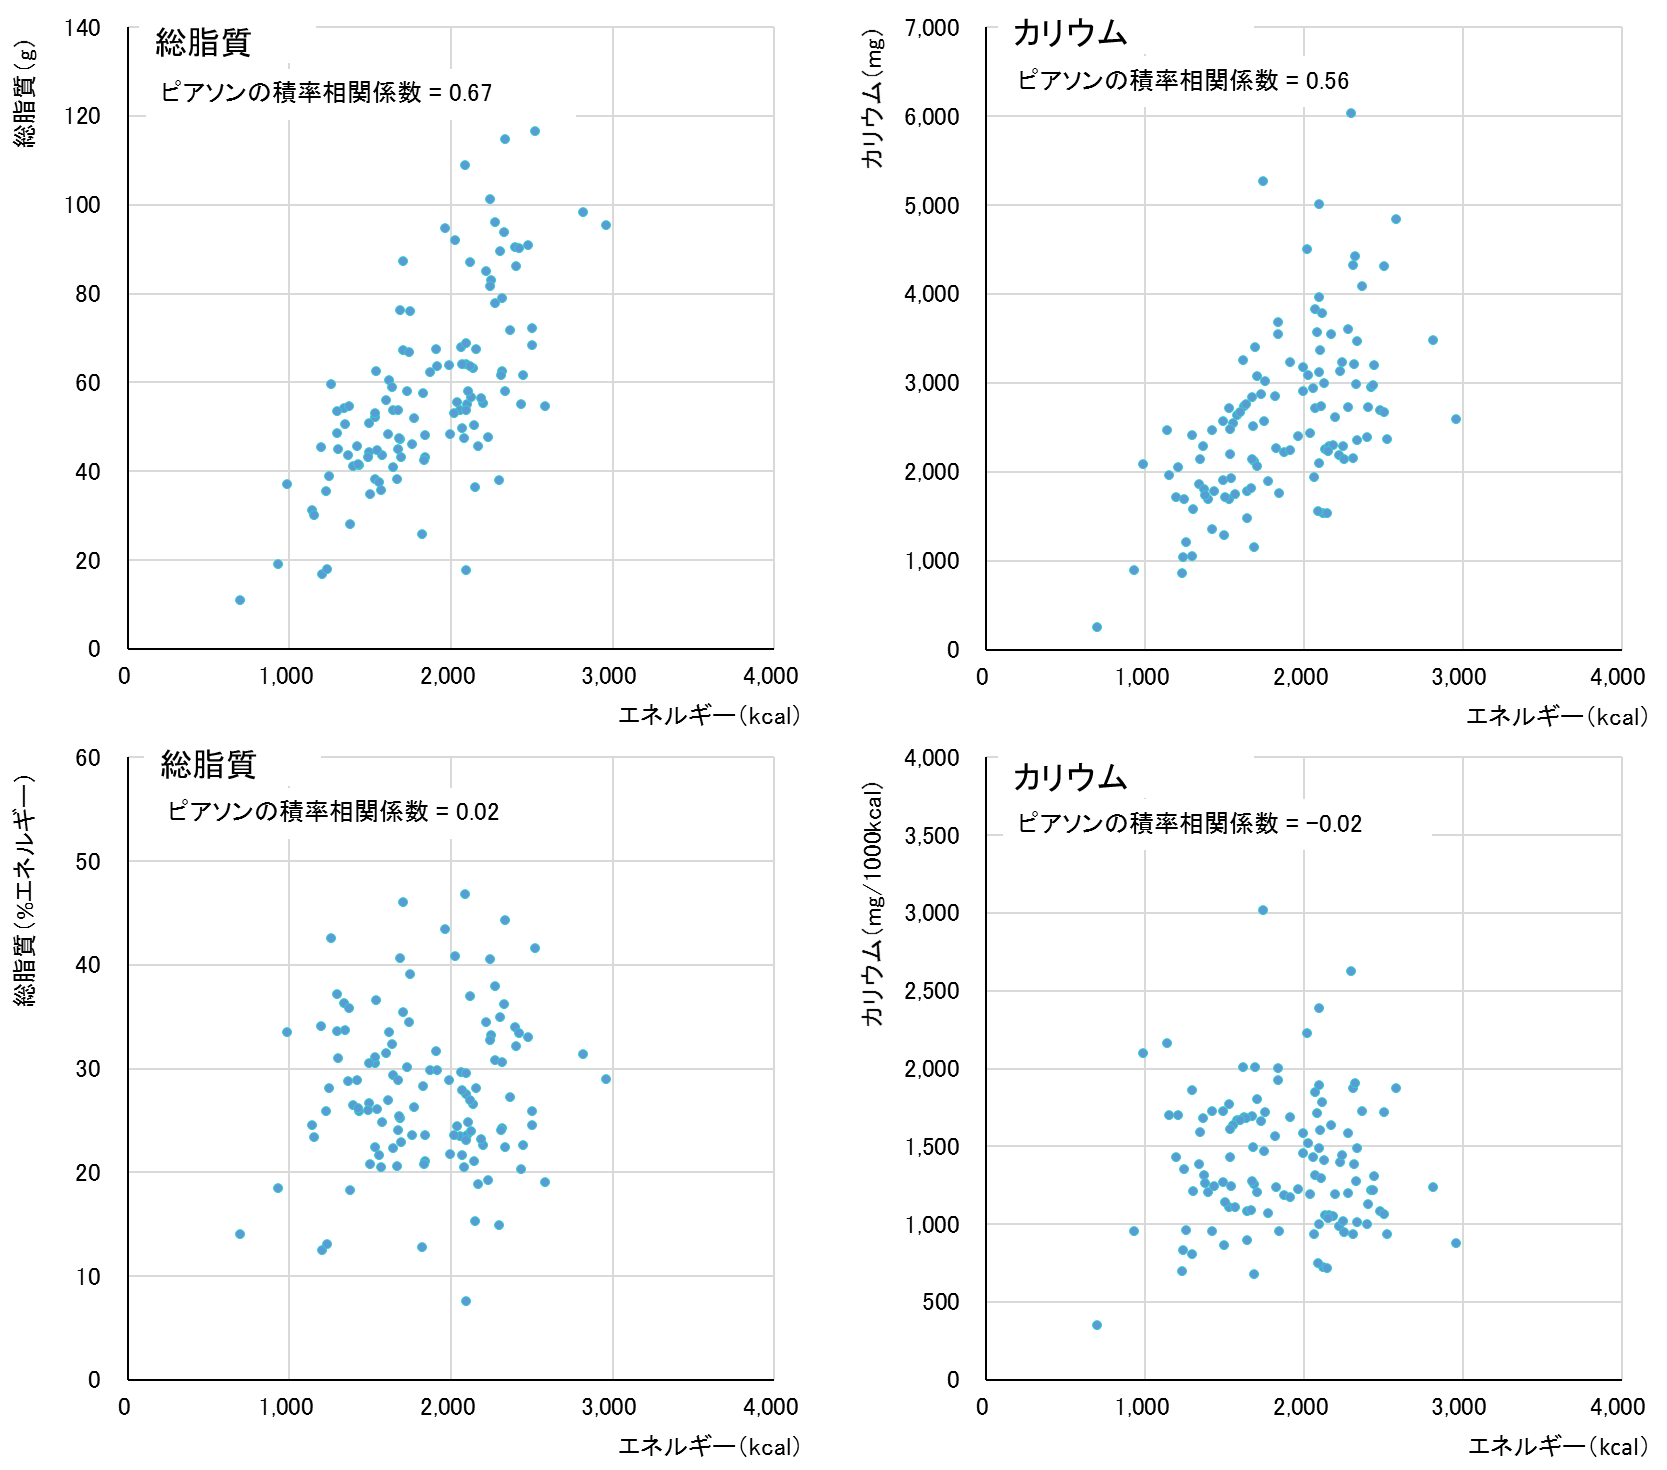 総脂質
ピアソンの積率相関係数 = 0.67
総脂質（g）
140
120
100
80
60
40
20
0
0 1,000 2,000 3,000 4,000
エネルギー（kcal）
カリウム
ピアソンの積率相関係数 = 0.56
カリウム（mg）
7,000
6,000
5,000
4,000
3,000
2,000
1,000
0
0 1,000 2,000 3,000 4,000
エネルギー（kcal）
総脂質
ピアソンの積率相関係数 = 0.02
総脂質（%エネルギー）
60
50
40
30
20
10
0
0 1,000 2,000 3,000 4,000
エネルギー（kcal）
カリウム
ピアソンの積率相関係数 = -0.02
カリウム（mg/1000kcal）
4,000
3,500
3,000
2,500
2,000
1,500
1,000
500
0
0 1,000 2,000 3,000 4,000
エネルギー（kcal）